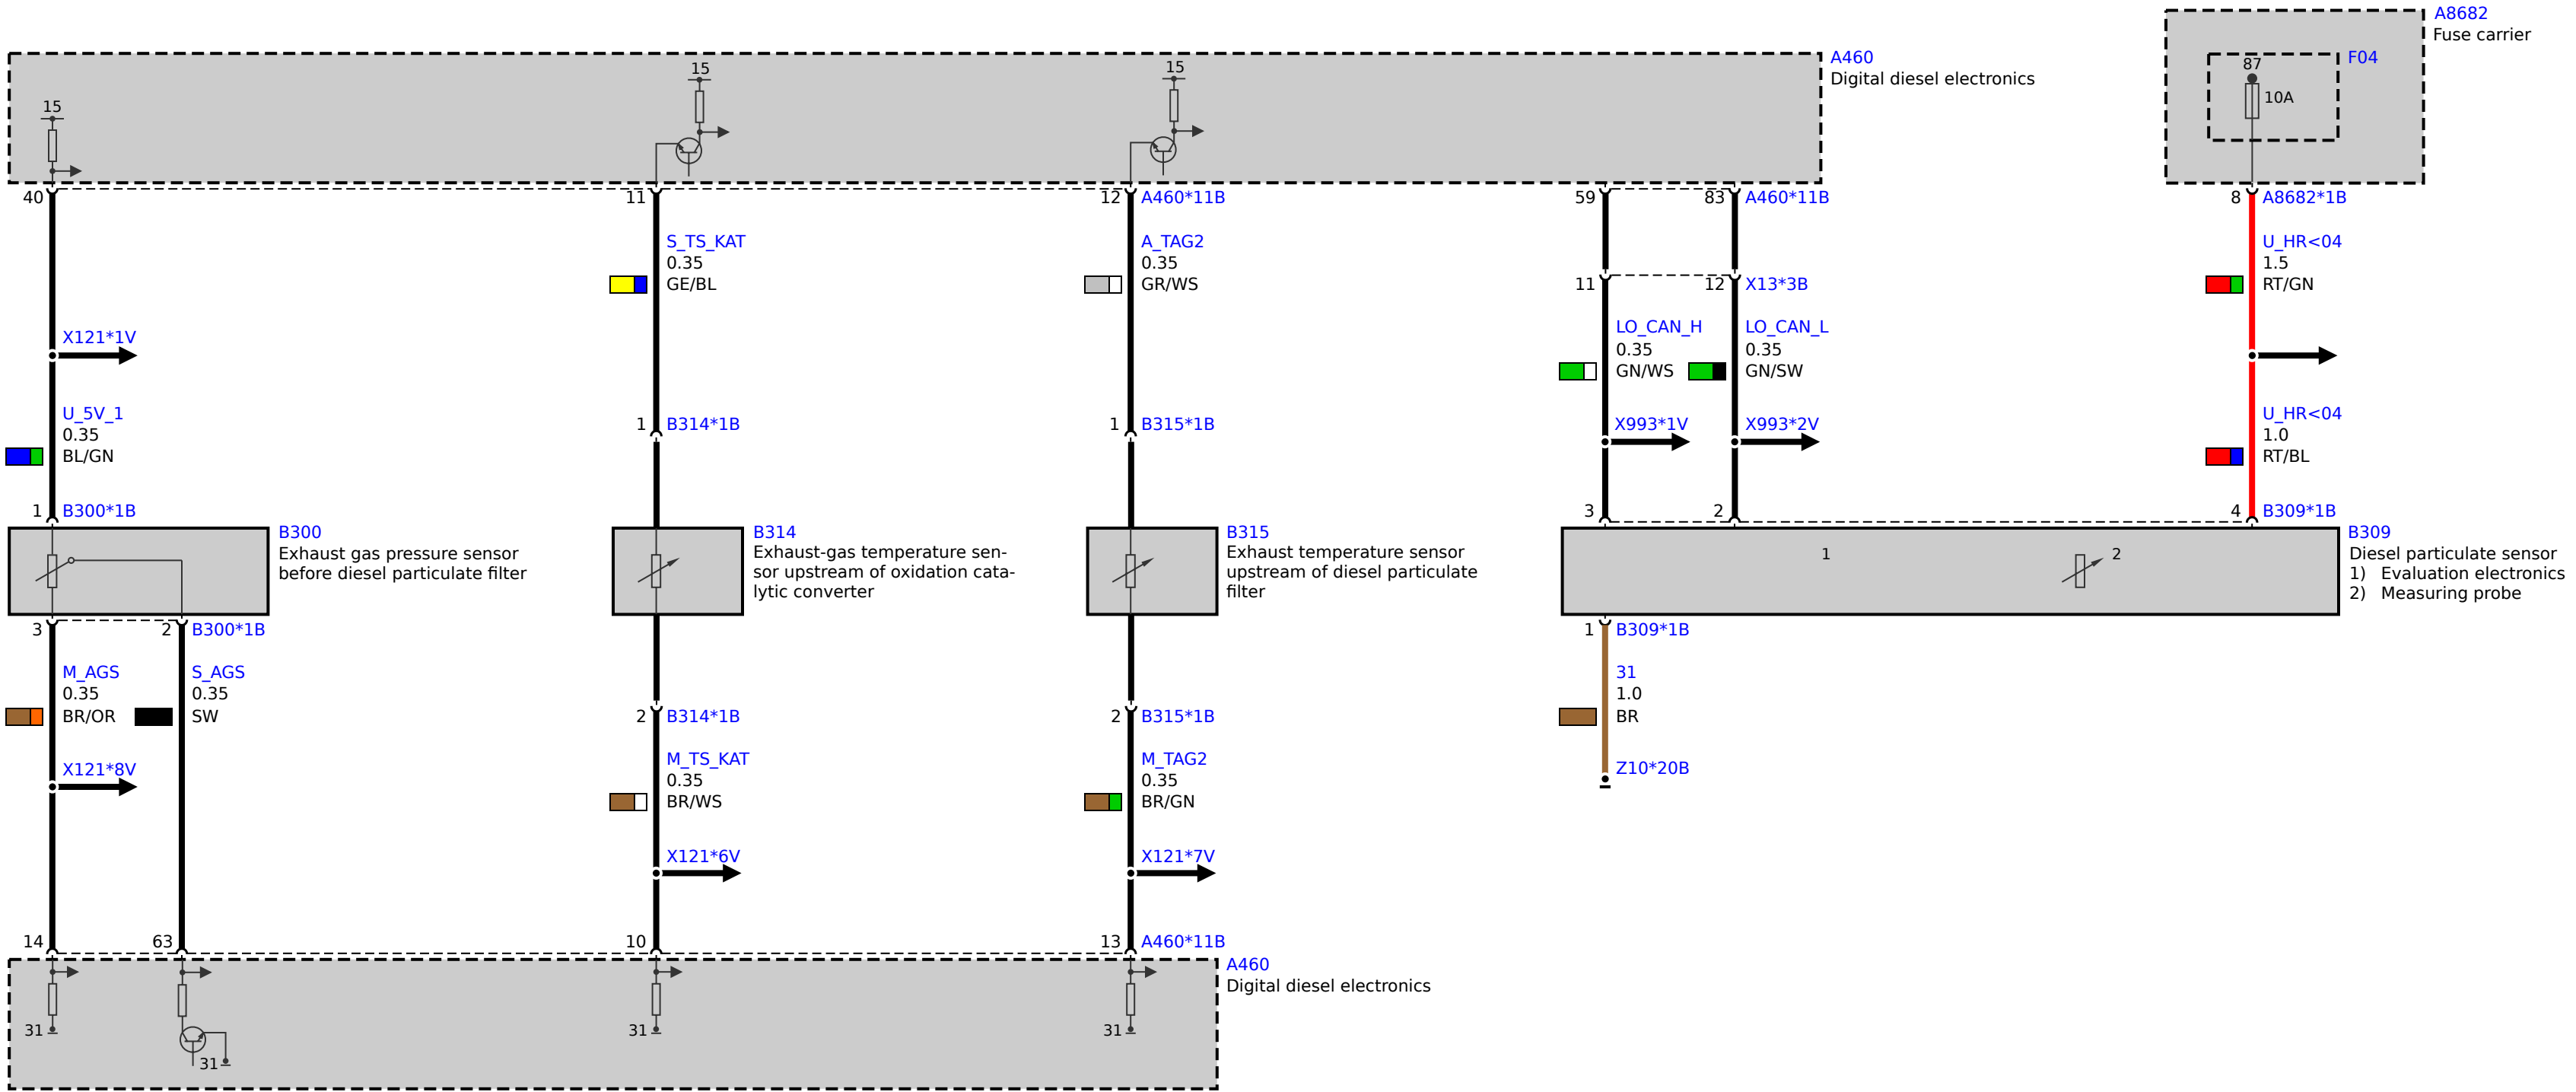 A8682
Fuse carrier
F04
87
10A
A460
Digital diesel electronics
15
15
15
40
11
12 A460*11B
59
83 A460*11B
8 A8682*1B
S_TS_KAT
0.35
GE/BL
A_TAG2
0.35
GR/WS
11
12 X13*3B
U_HR<04
1.5
RT/GN
X121*1V
LO_CAN_H
0.35
GN/WS
LO_CAN_L
0.35
GN/SW
U_5V_1
0.35
BL/GN
1 B314*1B
1 B315*1B
X993*1V
X993*2V
U_HR<04
1.0
RT/BL
1 B300*1B
3
2
4 B309*1B
B300
Exhaust gas pressure sensor
before diesel particulate filter
B314
Exhaust-gas temperature sen-
sor upstream of oxidation cata-
lytic converter
B315
Exhaust temperature sensor
upstream of diesel particulate
filter
1
2
B309
Diesel particulate sensor
1) Evaluation electronics
2) Measuring probe
3
2 B300*1B
1 B309*1B
M_AGS
0.35
BR/OR
S_AGS
0.35
SW
31
1.0
BR
2 B314*1B
2 B315*1B
X121*8V
M_TS_KAT
0.35
BR/WS
M_TAG2
0.35
BR/GN
Z10*20B
X121*6V
X121*7V
14
63
10
13 A460*11B
A460
Digital diesel electronics
31
31
31
31